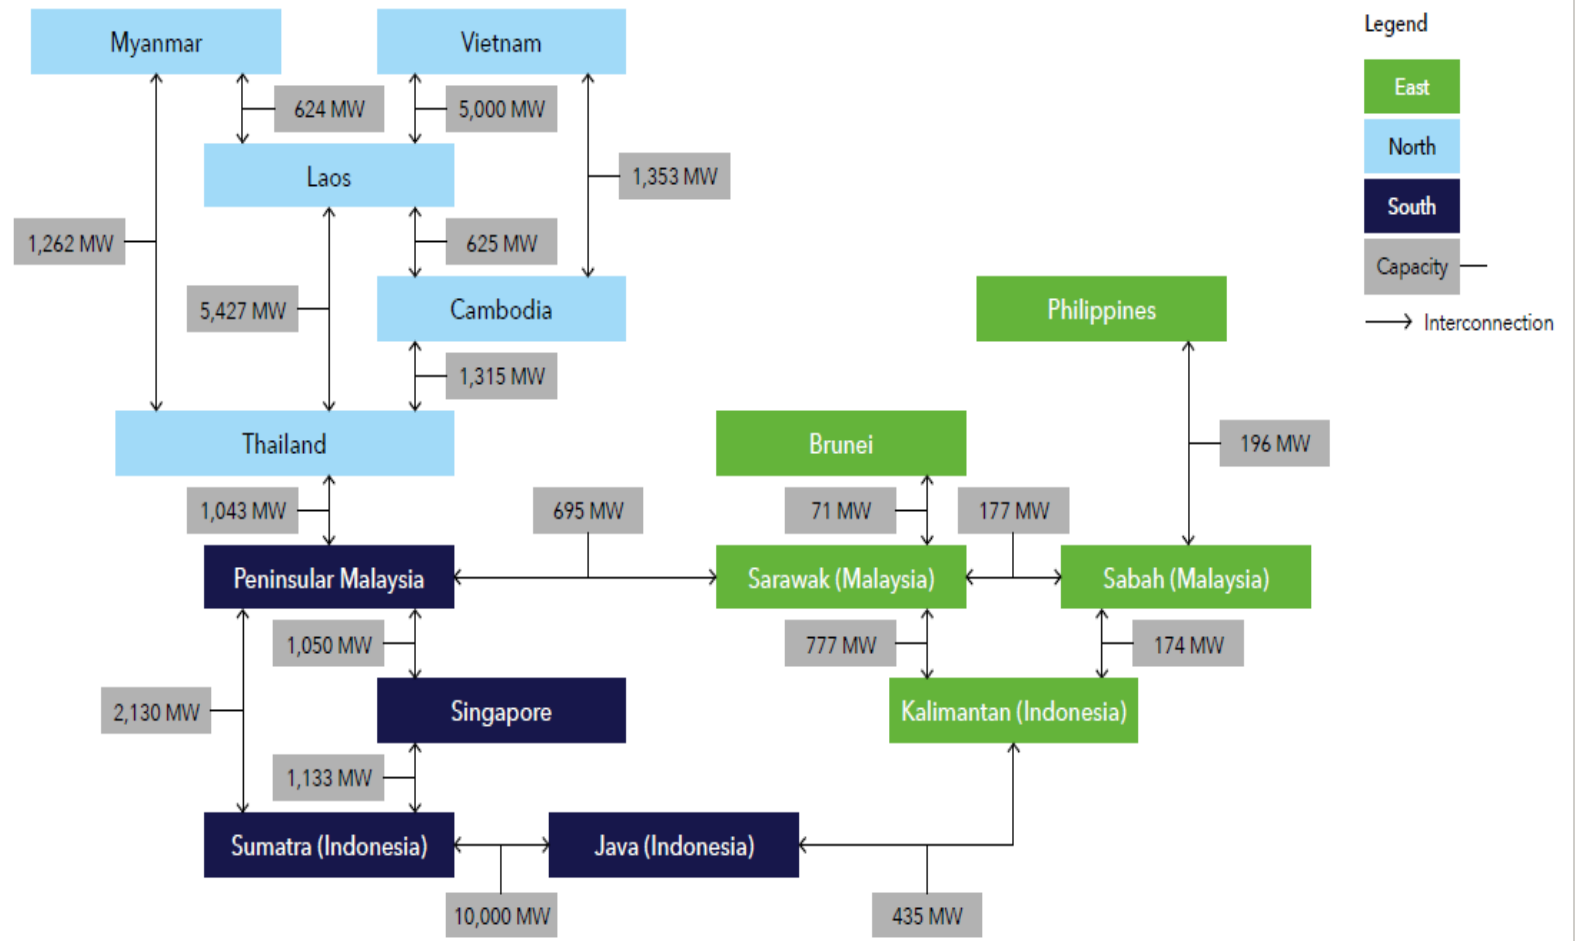 Myanmar
Vietnam
Legend
East
624 MW
5,000 MW
North
Laos
1,353 MW
South
1,262 MW
625 MW
Capacity
5,427 MW
Cambodia
Philippines
Interconnection
1,315 MW
Thailand
Brunei
196 MW
1,043 MW
695 MW
71 MW
177 MW
Peninsular Malaysia
Sarawak (Malaysia)
Sabah (Malaysia)
1,050 MW
777 MW
174 MW
2,130 MW
Singapore
Kalimantan (Indonesia)
1,133 MW
Sumatra (Indonesia)
Java (Indonesia)
10,000 MW
435 MW